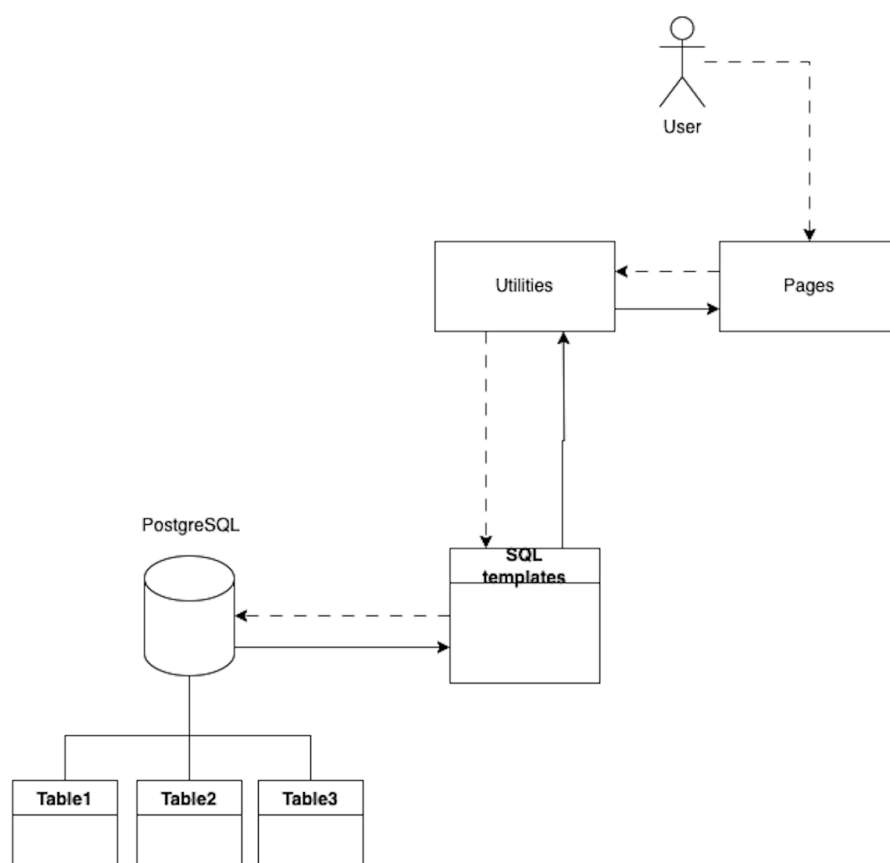 User
Utilities
Pages
PostgreSQL
SQL
templates
Table1
Table2
Table3